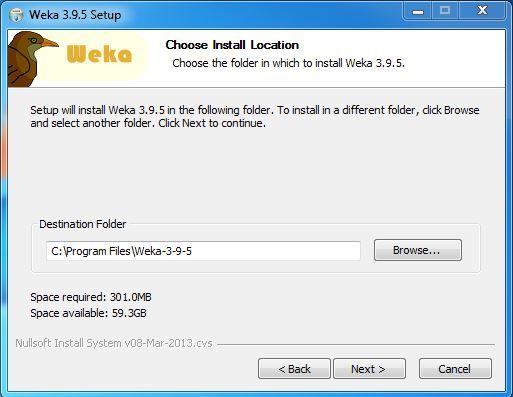 Weka 3.9.5 Setup
Weka
Choose Install Location
Choose the folder in which to install Weka 3.9.5.
Setup will install Weka 3.9.5 in the following folder. To install in a different folder, click Browse
and select another folder. Click Next to continue.
Destination Folder
C:\Program Files\Weka-3-9-5
Browse...
Space required: 301.0MB
Space available: 59.3GB
Nullsoft Install System v08-Mar-2013.cvs
< Back
Next >
Cancel